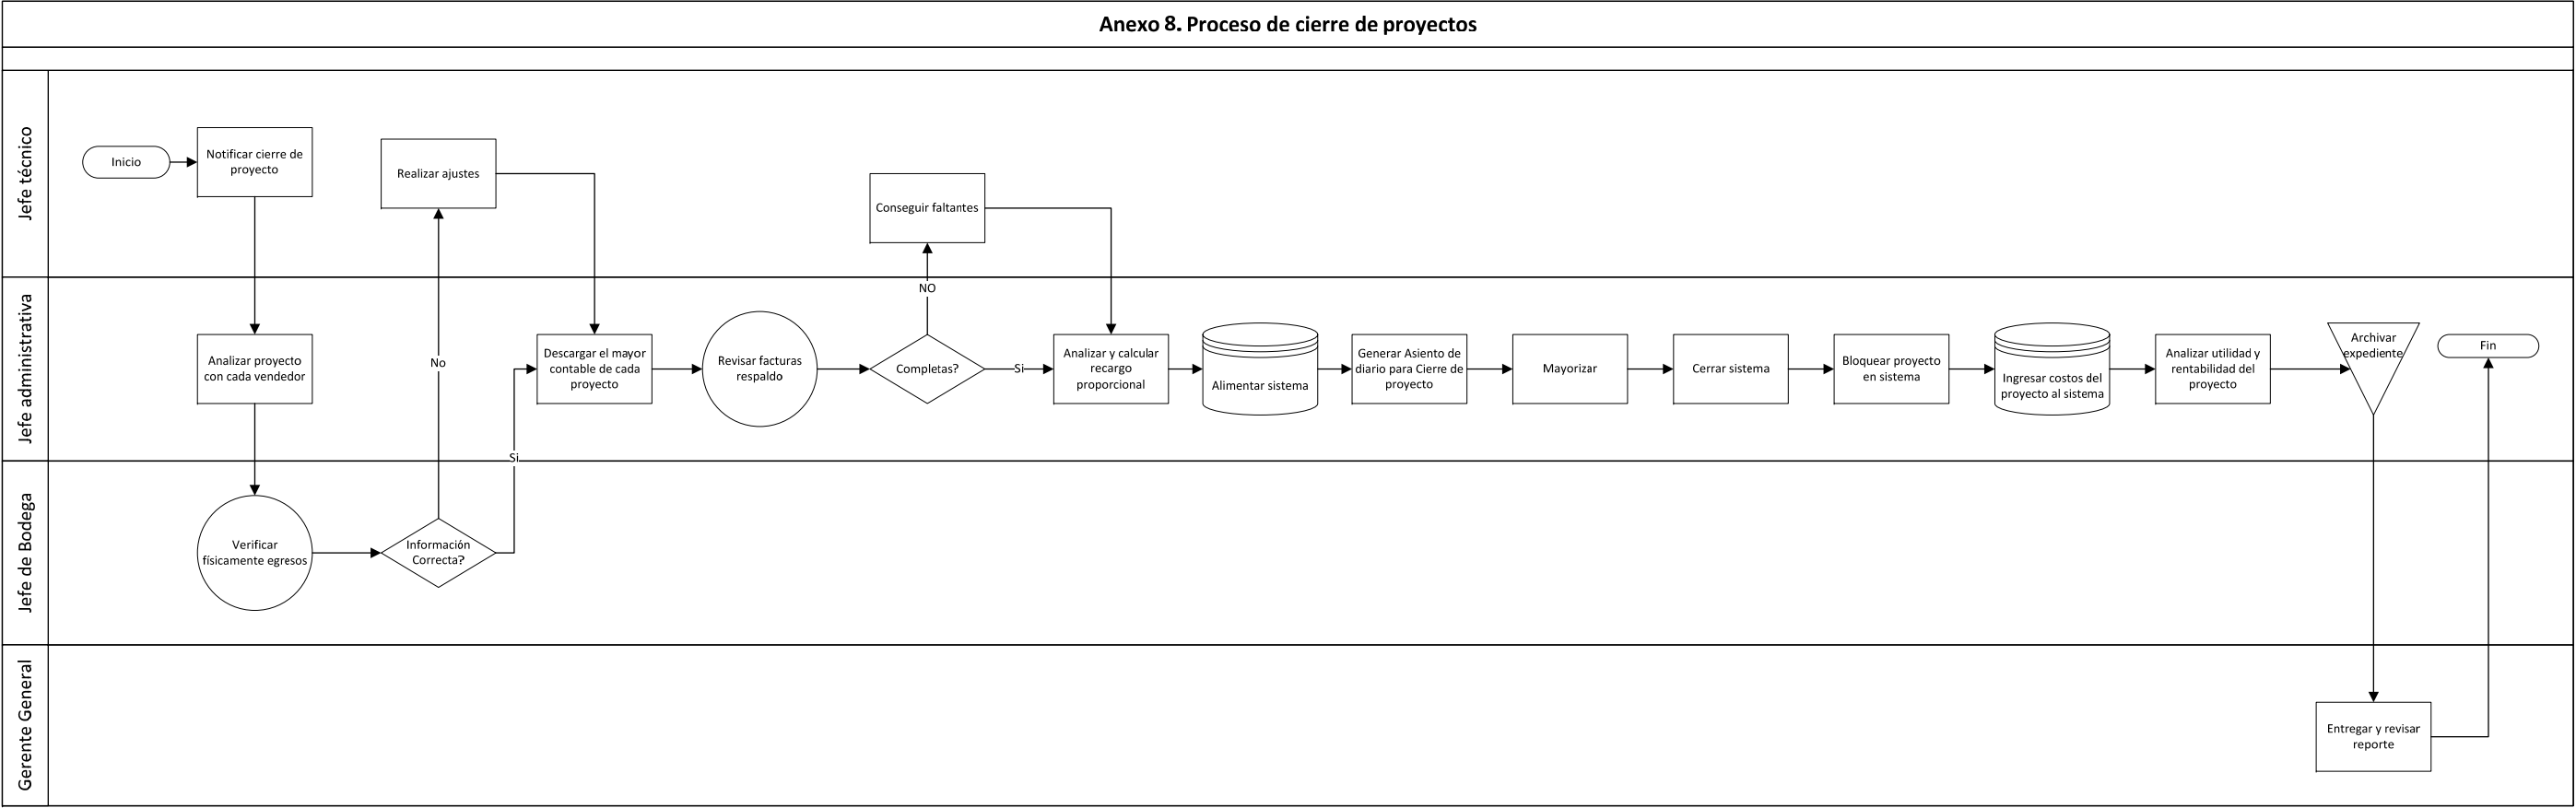 Anexo 8. Proceso de cierre de proyectos
Jefe técnico
Inicio
Notificar cierre de
proyecto
Realizar ajustes
Conseguir faltantes
Jefe administrativa
Analizar proyecto
con cada vendedor
No
Si
Descargar el mayor
contable de cada
proyecto
Revisar facturas
respaldo
NO
Completas?
Si
Analizar y calcular
recargo
proporcional
Alimentar sistema
Generar Asiento de
diario para Cierre de
proyecto
Mayorizar
Cerrar sistema
Bloquear proyecto
en sistema
Ingresar costos del
proyecto al sistema
Analizar utilidad y
rentabilidad del
proyecto
Archivar
expediente
Fin
Jefe de Bodega
Verificar
físicamente egresos
Información
Correcta?
Gerente General
Entregar y revisar
reporte